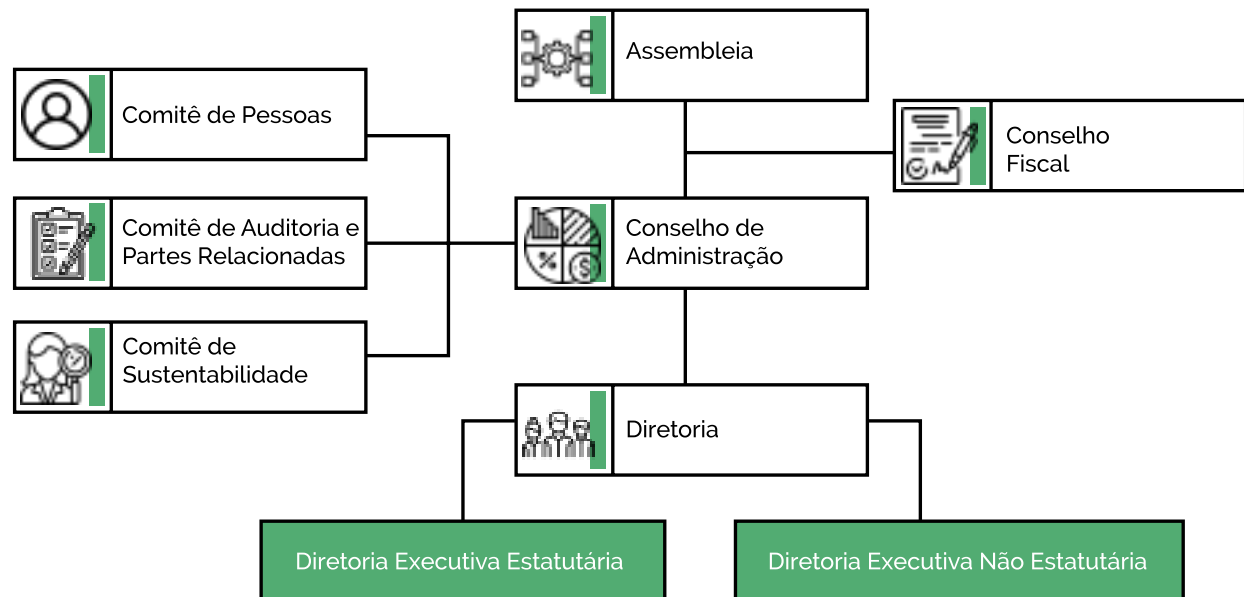 Assembleia
Comitê de Pessoas
Conselho
Fiscal
Comitê de Auditoria e
Partes Relacionadas
Conselho de
Administração
Comitê de
Sustentabilidade
Diretoria
Diretoria Executiva Estatutária
Diretoria Executiva Não Estatutária